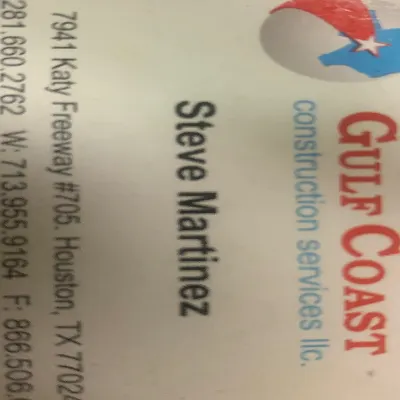 GULF COAST
construction services llc.
Steve Martinez
7941 Katy Freeway #705. Houston, TX 77024
281.660.2762 W: 713.955.9164 F: 866.506.